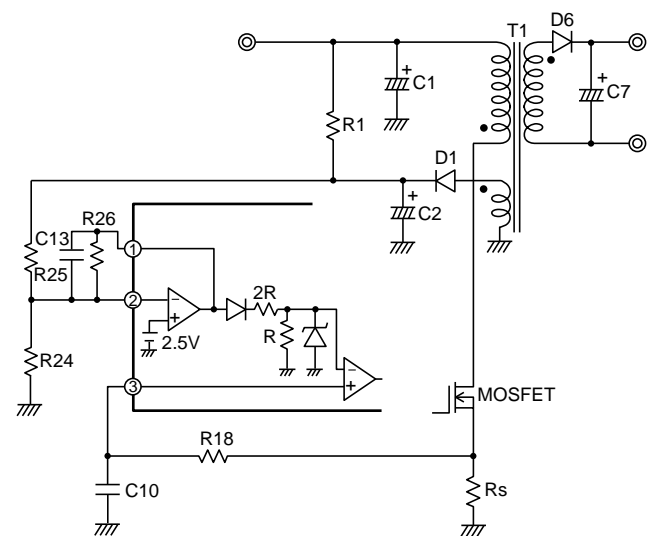 T1
D6
+
C1
+
C7
R1
D1
+
C2
R26
C13
R25
1
2
−
+
2R
R
2.5V
R24
3
−
+
MOSFET
R18
C10
Rs